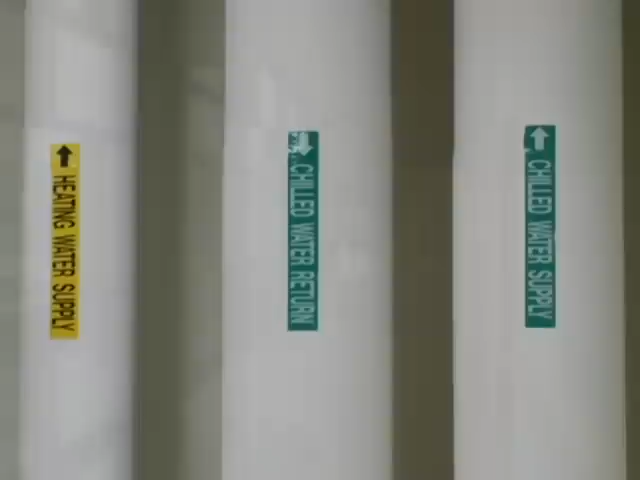 HEATING WATER SUPPLY
CHILLED WATER RETURN
CHILLED WATER SUPPLY